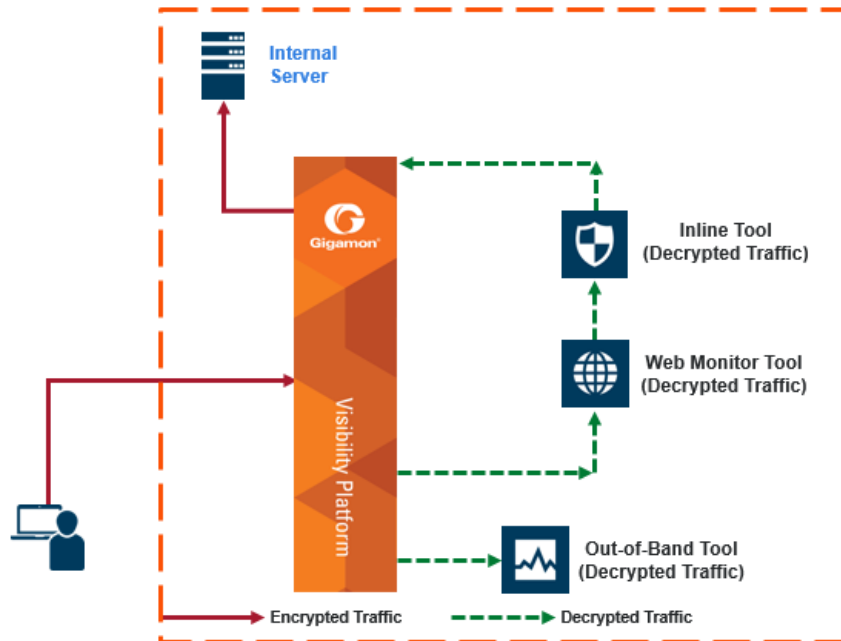 Internal
Server
Gigamon®
Inline Tool
(Decrypted Traffic)
Web Monitor Tool
(Decrypted Traffic)
Visibility Platform
Out-of-Band Tool
(Decrypted Traffic)
Encrypted Traffic
Decrypted Traffic